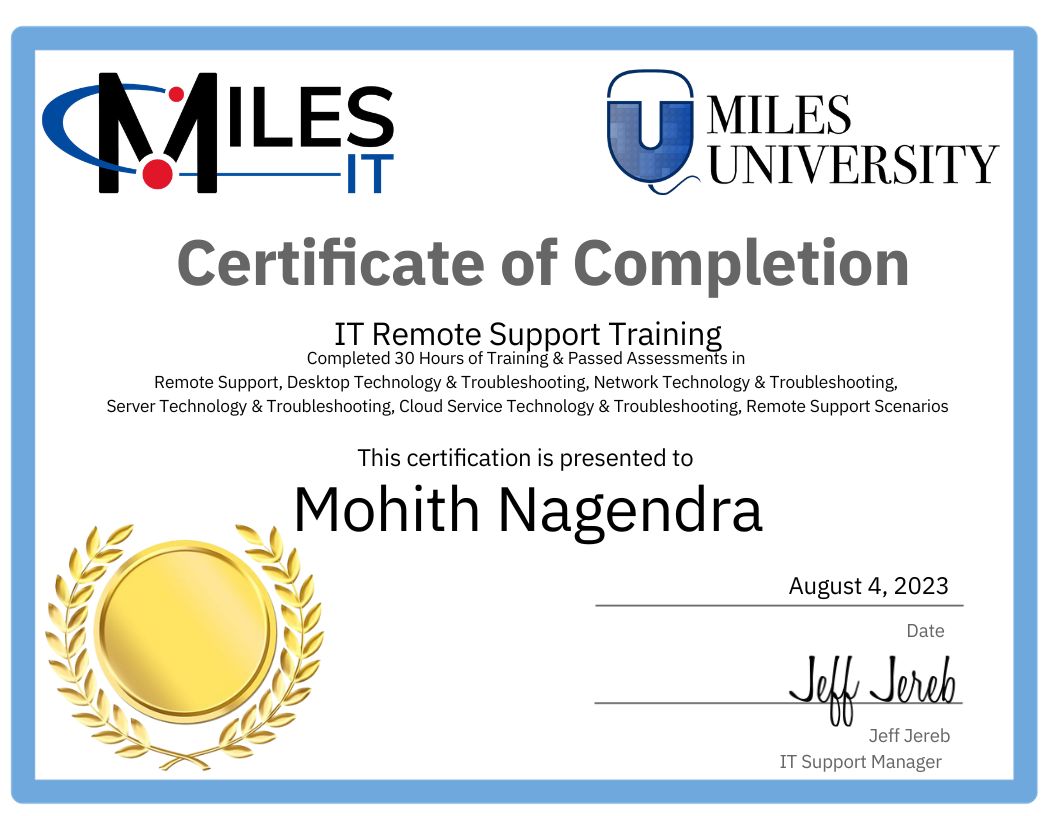 MILES
IT
MILES
UNIVERSITY
Certificate of Completion
IT Remote Support Training
Completed 30 Hours of Training & Passed Assessments in
Remote Support, Desktop Technology & Troubleshooting, Network Technology & Troubleshooting,
Server Technology & Troubleshooting, Cloud Service Technology & Troubleshooting, Remote Support Scenarios
This certification is presented to
Mohith Nagendra
August 4, 2023
Date
Jeff Jereb
Jeff Jereb
IT Support Manager